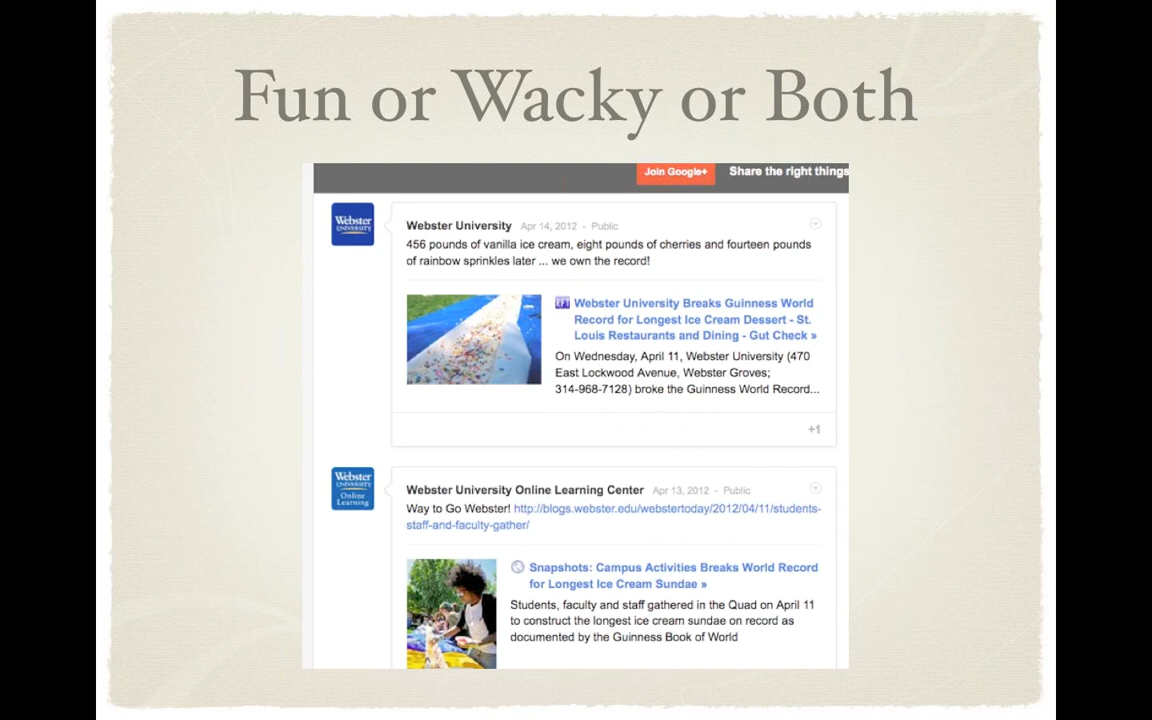 Fun or Wacky or Both
Join Google+ Share the right things
Webster University Apr 14, 2012 - Public
456 pounds of vanilla ice cream, eight pounds of cherries and fourteen pounds
of rainbow sprinkles later ... we own the record!
Webster University Breaks Guinness World
Record for Longest Ice Cream Dessert - St.
Louis Restaurants and Dining - Gut Check »
On Wednesday, April 11, Webster University (470
East Lockwood Avenue, Webster Groves;
314-968-7128) broke the Guinness World Record...
+1
Webster
UNIVERSITY
Webster
UNIVERSITY
Online
Learning
Webster University Online Learning Center Apr 13, 2012 - Public
Way to Go Webster! http://blogs.webster.edu/webstertoday/2012/04/11/students-
staff-and-faculty-gather/
Snapshots: Campus Activities Breaks World Record
for Longest Ice Cream Sundae »
Students, faculty and staff gathered in the Quad on April 11
to construct the longest ice cream sundae on record as
documented by the Guinness Book of World